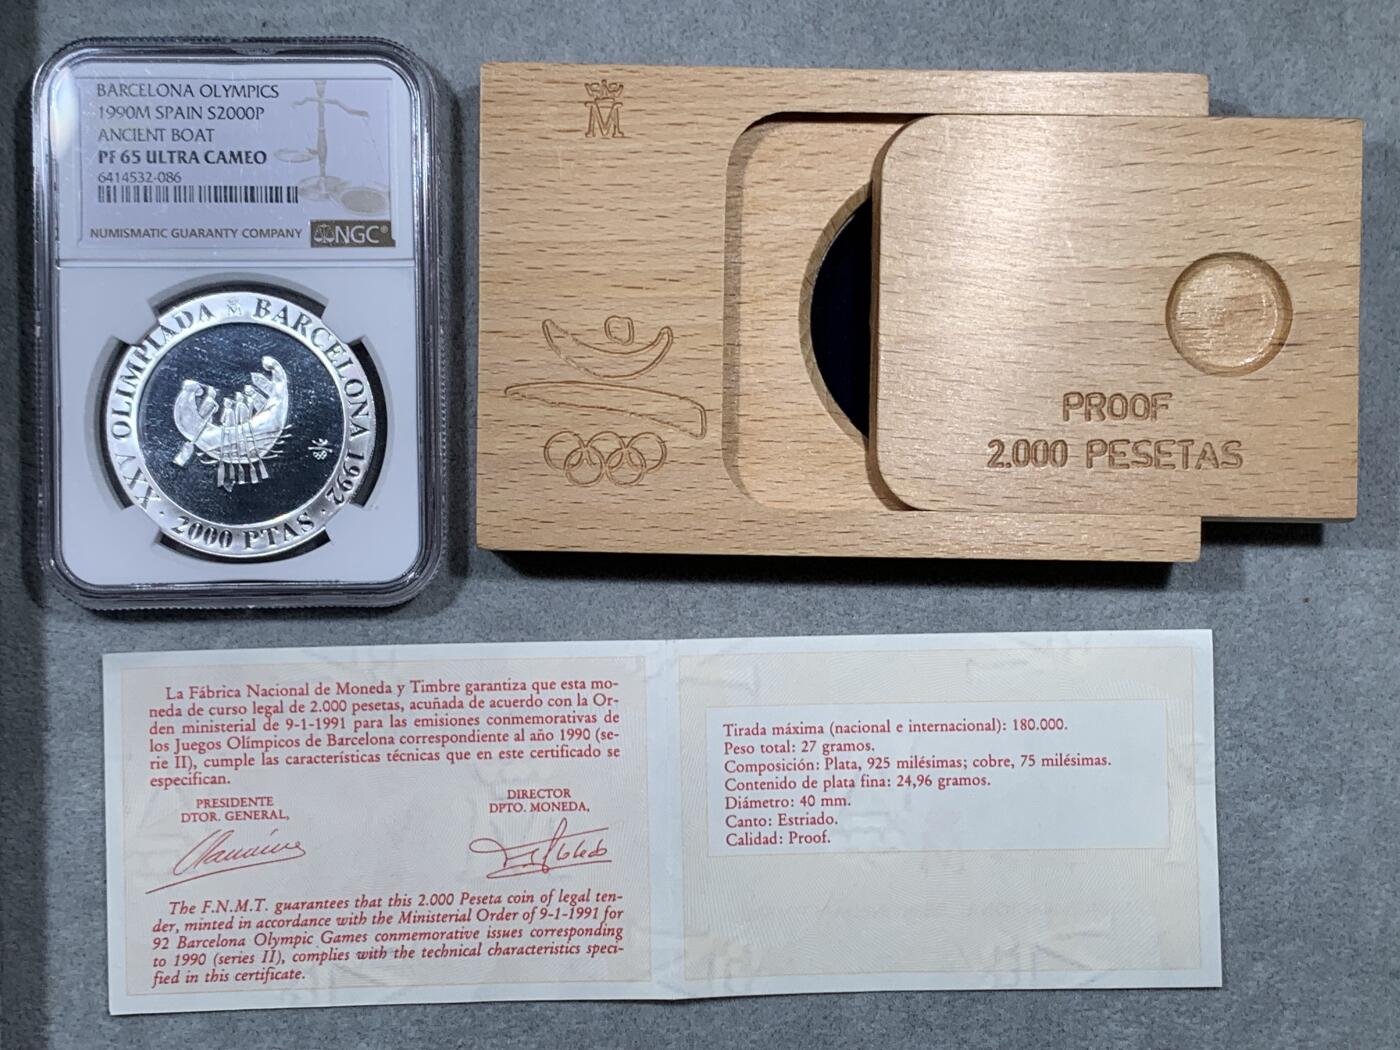 BARCELONA OLYMPICS
1990M SPAIN S2000P
ANCIENT BOAT
PF 65 ULTRA CAMEO
6414532-086
NUMISMATIC GUARANTY COMPANY NGC®
XXV OLIMPIADA M BARCELONA 1992 · 2000 PTAS ·
M
PROOF
2.000 PESETAS
La Fábrica Nacional de Moneda y Timbre garantiza que esta mo-
neda de curso legal de 2.000 pesetas, acuñada de acuerdo con la Or-
den ministerial de 9-1-1991 para las emisiones conmemorativas de
los Juegos Olímpicos de Barcelona correspondiente al año 1990 (se-
rie II), cumple las características técnicas que en este certificado se
especifican.
PRESIDENTE
DTOR. GENERAL,
DIRECTOR
DPTO. MONEDA,
The F.N.M.T. guarantees that this 2.000 Peseta coin of legal ten-
der, minted in accordance with the Ministerial Order of 9-1-1991 for
92 Barcelona Olympic Games conmemorative issues corresponding
to 1990 (series II), complies with the technical characteristics speci-
fied in this certificate.
Tirada máxima (nacional e internacional): 180.000.
Peso total: 27 gramos.
Composición: Plata, 925 milésimas; cobre, 75 milésimas.
Contenido de plata fina: 24,96 gramos.
Diámetro: 40 mm.
Canto: Estriado.
Calidad: Proof.